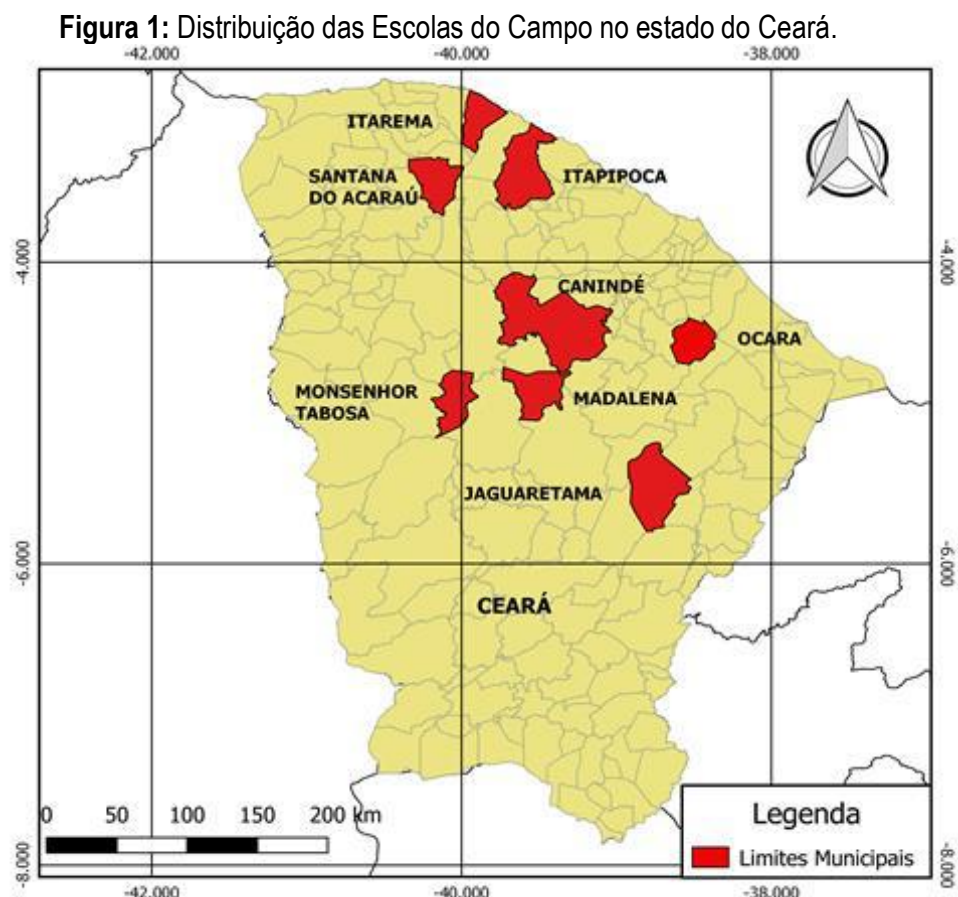 Figura 1: Distribuição das Escolas do Campo no estado do Ceará.
-42.000 -40.000 -38.000
ITAREMA
SANTANA
DO ACARAÚ
ITAPIPOCA
-4.000 -4.000
CANINDÉ
OCARA
MONSENHOR
TABOSA
MADALENA
JAGUARETAMA
-6.000 -6.000
CEARÁ
0 50 100 150 200 km
Legenda
Limites Municipais
-8.000 -8.000
-42.000 -40.000 -38.000